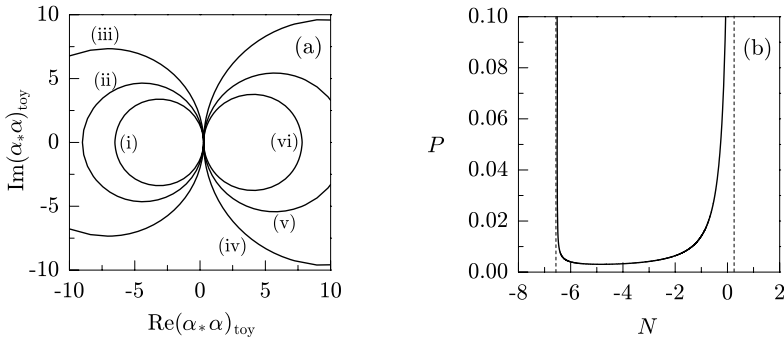 (iii)
(a)
(ii)
(i)
(vi)
(v)
(iv)
10
5
0
-5
-10
-10
-5
0
5
10
Im(α*α)toy
Re(α*α)toy
(b)
0.10
0.08
0.06
0.04
0.02
0.00
-8
-6
-4
-2
0
2
P
N